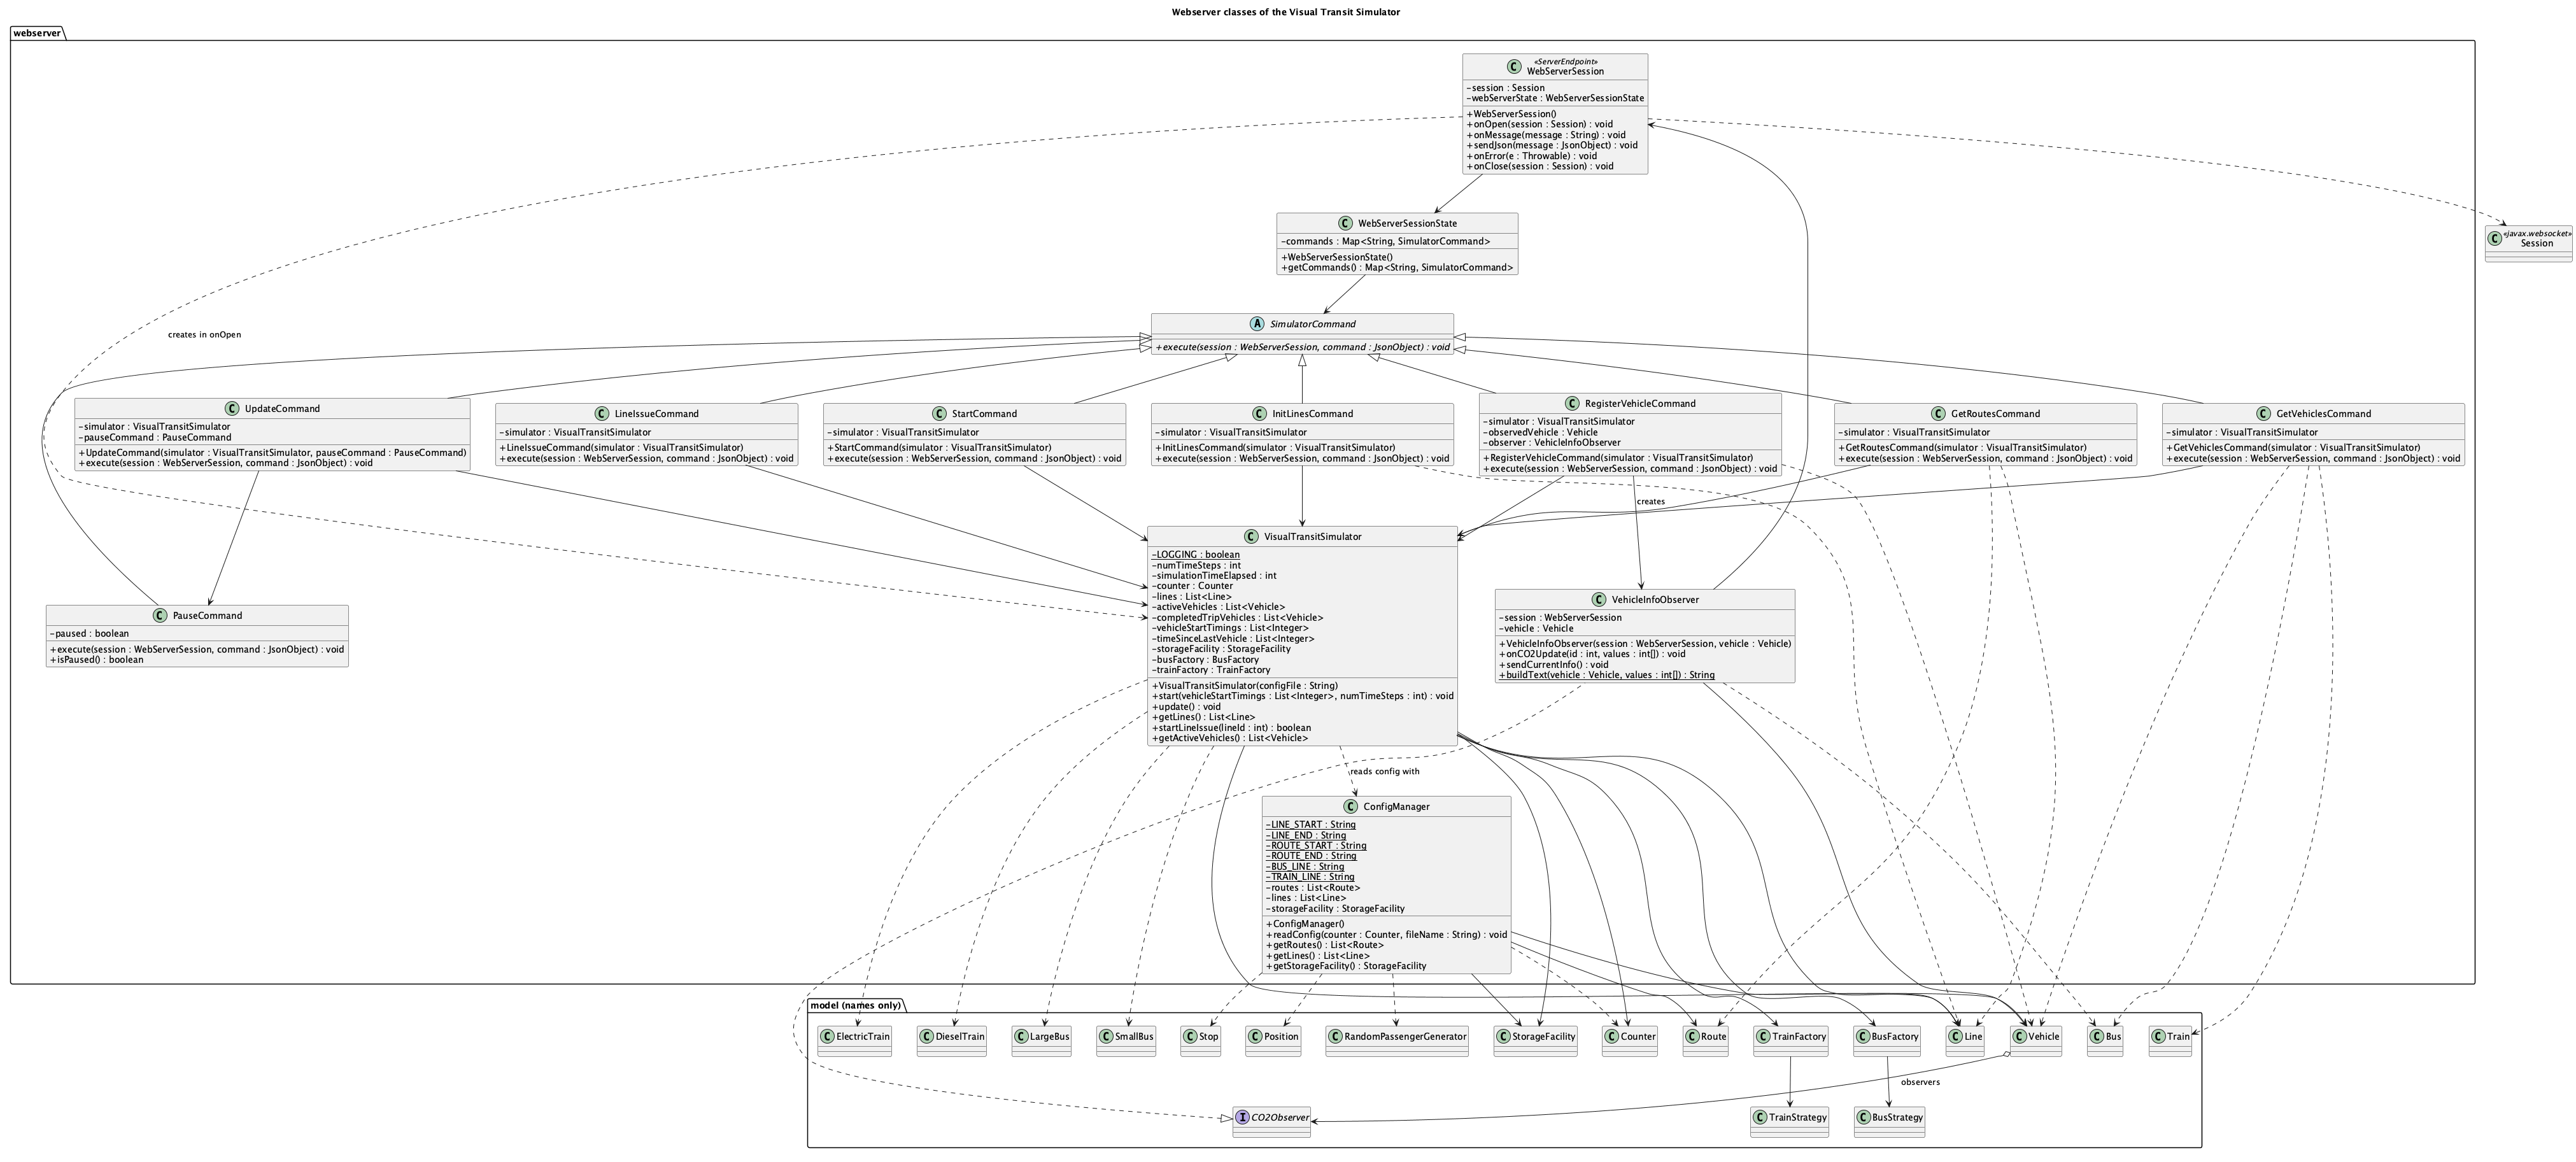 Webserver classes of the Visual Transit Simulator
webserver
C
«ServerEndpoint»
WebServerSession
-session : Session
-webServerState : WebServerSessionState
+WebServerSession()
+onOpen(session : Session) : void
+onMessage(message : String) : void
+sendJson(message : JsonObject) : void
+onError(e : Throwable) : void
+onClose(session : Session) : void
C
WebServerSessionState
-commands : Map<String, SimulatorCommand>
+WebServerSessionState()
+getCommands() : Map<String, SimulatorCommand>
C
«javax.websocket»
Session
creates in onOpen
A
SimulatorCommand
+execute(session : WebServerSession, command : JsonObject) : void
C
UpdateCommand
-simulator : VisualTransitSimulator
-pauseCommand : PauseCommand
+UpdateCommand(simulator : VisualTransitSimulator, pauseCommand : PauseCommand)
+execute(session : WebServerSession, command : JsonObject) : void
C
LineIssueCommand
-simulator : VisualTransitSimulator
+LineIssueCommand(simulator : VisualTransitSimulator)
+execute(session : WebServerSession, command : JsonObject) : void
C
StartCommand
-simulator : VisualTransitSimulator
+StartCommand(simulator : VisualTransitSimulator)
+execute(session : WebServerSession, command : JsonObject) : void
C
InitLinesCommand
-simulator : VisualTransitSimulator
+InitLinesCommand(simulator : VisualTransitSimulator)
+execute(session : WebServerSession, command : JsonObject) : void
C
RegisterVehicleCommand
-simulator : VisualTransitSimulator
-observedVehicle : Vehicle
-observer : VehicleInfoObserver
+RegisterVehicleCommand(simulator : VisualTransitSimulator)
+execute(session : WebServerSession, command : JsonObject) : void
C
GetRoutesCommand
-simulator : VisualTransitSimulator
+GetRoutesCommand(simulator : VisualTransitSimulator)
+execute(session : WebServerSession, command : JsonObject) : void
C
GetVehiclesCommand
-simulator : VisualTransitSimulator
+GetVehiclesCommand(simulator : VisualTransitSimulator)
+execute(session : WebServerSession, command : JsonObject) : void
creates
C
PauseCommand
-paused : boolean
+execute(session : WebServerSession, command : JsonObject) : void
+isPaused() : boolean
C
VisualTransitSimulator
-LOGGING : boolean
-numTimeSteps : int
-simulationTimeElapsed : int
-counter : Counter
-lines : List<Line>
-activeVehicles : List<Vehicle>
-completedTripVehicles : List<Vehicle>
-vehicleStartTimings : List<Integer>
-timeSinceLastVehicle : List<Integer>
-storageFacility : StorageFacility
-busFactory : BusFactory
-trainFactory : TrainFactory
+VisualTransitSimulator(configFile : String)
+start(vehicleStartTimings : List<Integer>, numTimeSteps : int) : void
+update() : void
+getLines() : List<Line>
+startLineIssue(lineId : int) : boolean
+getActiveVehicles() : List<Vehicle>
C
VehicleInfoObserver
-session : WebServerSession
-vehicle : Vehicle
+VehicleInfoObserver(session : WebServerSession, vehicle : Vehicle)
+onCO2Update(id : int, values : int[]) : void
+sendCurrentInfo() : void
+buildText(vehicle : Vehicle, values : int[]) : String
reads config with
C
ConfigManager
-LINE_START : String
-LINE_END : String
-ROUTE_START : String
-ROUTE_END : String
-BUS_LINE : String
-TRAIN_LINE : String
-routes : List<Route>
-lines : List<Line>
-storageFacility : StorageFacility
+ConfigManager()
+readConfig(counter : Counter, fileName : String) : void
+getRoutes() : List<Route>
+getLines() : List<Line>
+getStorageFacility() : StorageFacility
model (names only)
C ElectricTrain
C DieselTrain
C LargeBus
C SmallBus
C Stop
C Position
C RandomPassengerGenerator
C StorageFacility
C Counter
C Route
C TrainFactory
C BusFactory
C Line
C Vehicle
C Bus
C Train
observers
I CO2Observer
C TrainStrategy
C BusStrategy